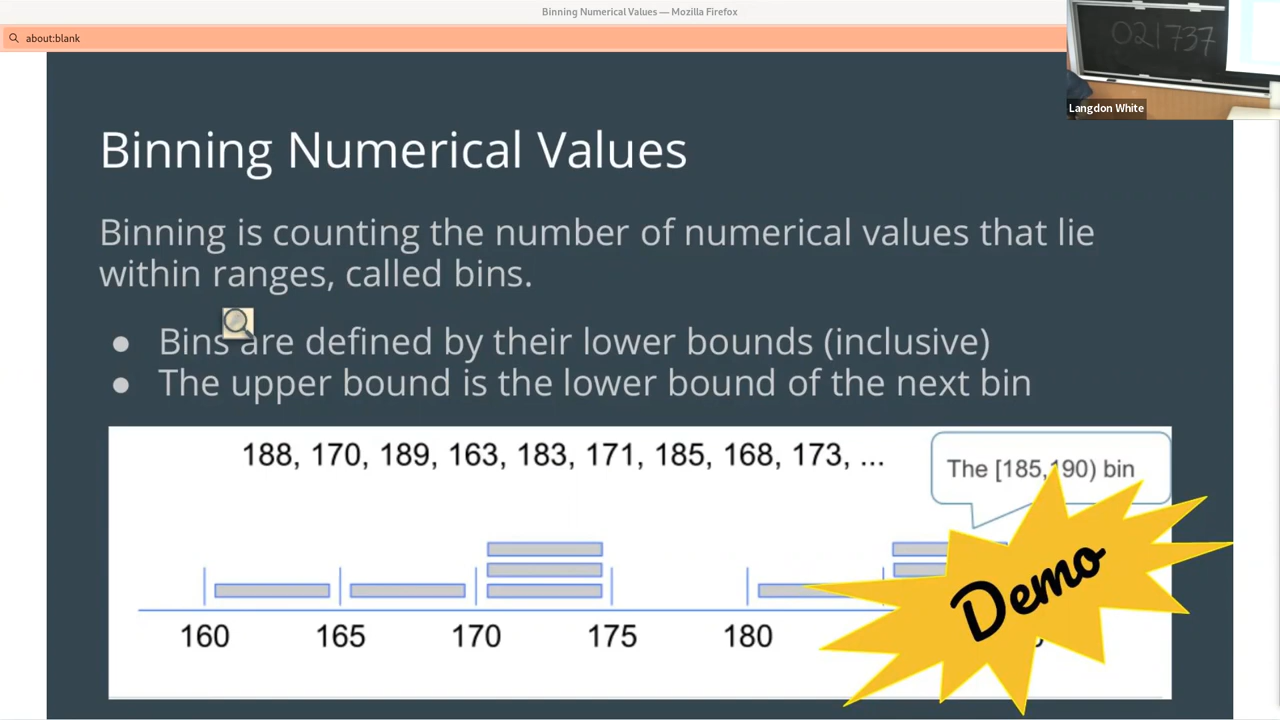 Binning Numerical Values — Mozilla Firefox
about:blank
021737
Langdon White
Binning Numerical Values
Binning is counting the number of numerical values that lie
within ranges, called bins.
● Bins are defined by their lower bounds (inclusive)
● The upper bound is the lower bound of the next bin
188, 170, 189, 163, 183, 171, 185, 168, 173, ...
The [185,190) bin
Demo
160 165 170 175 180